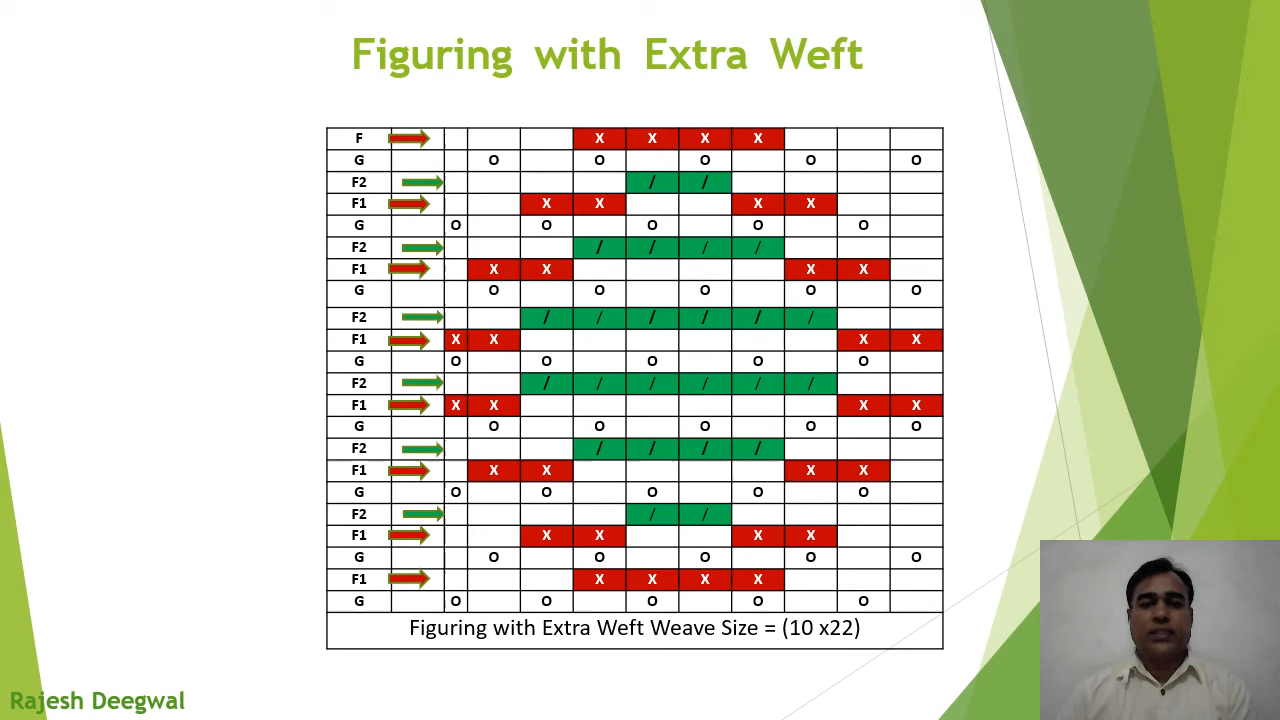 Figuring with Extra Weft
F X X X X
G O O O O O
F2 / /
F1 X X X X
G O O O O O
F2 / / / /
F1 X X X X
G O O O O O
F2 / / / / / /
F1 X X X X
G O O O O O
F2 / / / / / /
F1 X X X X
G O O O O O
F2 / / / /
F1 X X X X
G O O O O O
F2 / /
F1 X X X X
G O O O O O
F1 X X X X
G O O O O O
Figuring with Extra Weft Weave Size = (10 x22)
Rajesh Deegwal